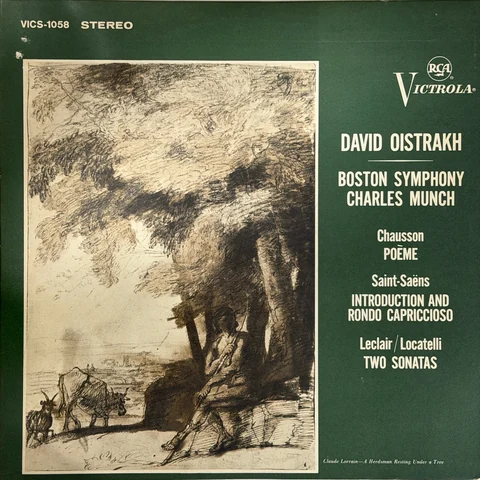 VICS-1058 STEREO
RCA
VICTROLA®
DAVID OISTRAKH
BOSTON SYMPHONY
CHARLES MUNCH
Chausson
POÈME
Saint-Saëns
INTRODUCTION AND
RONDO CAPRICCIOSO
Leclair/Locatelli
TWO SONATAS
Claude Lorrain—A Herdsman Resting Under a Tree